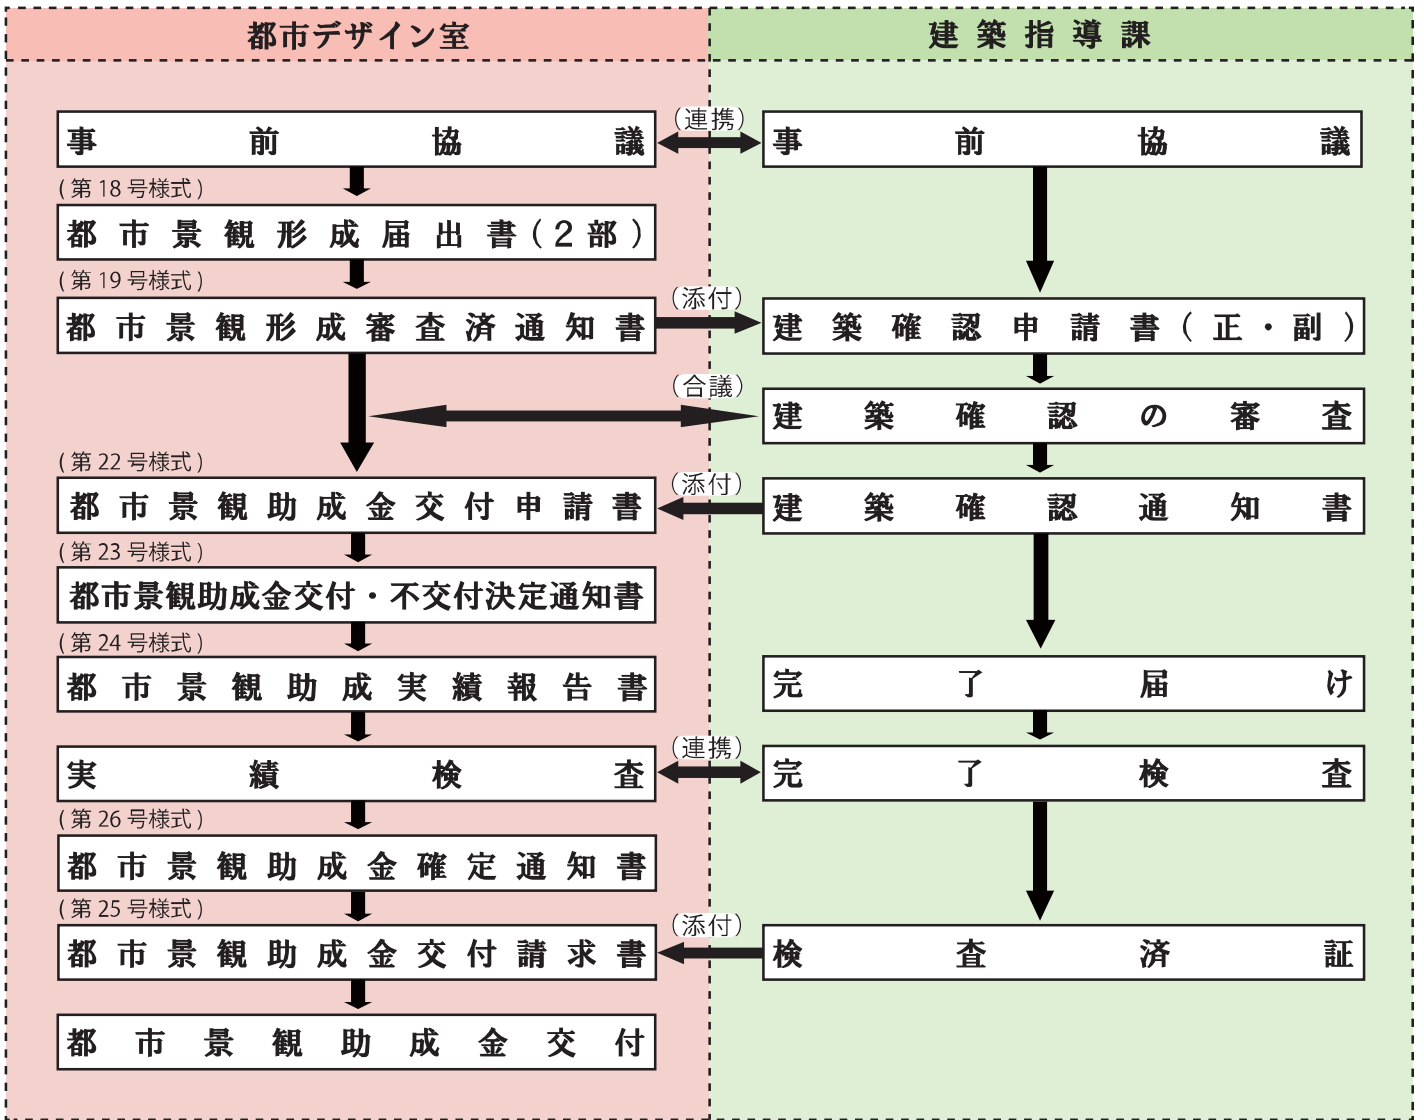 都市デザイン室
建築指導課
事前協議
(連携)
事前協議
(第18号様式)
都市景観形成届出書(2部)
(第19号様式)
都市景観形成審査済通知書
(添付)
建築確認申請書(正・副)
(合議)
建築確認の審査
(第22号様式)
都市景観助成金交付申請書
(添付)
建築確認通知書
(第23号様式)
都市景観助成金交付・不交付決定通知書
(第24号様式)
都市景観助成実績報告書
完了届け
実績検査
(連携)
完了検査
(第26号様式)
都市景観助成金確定通知書
(第25号様式)
都市景観助成金交付請求書
(添付)
検査済証
都市景観助成金交付